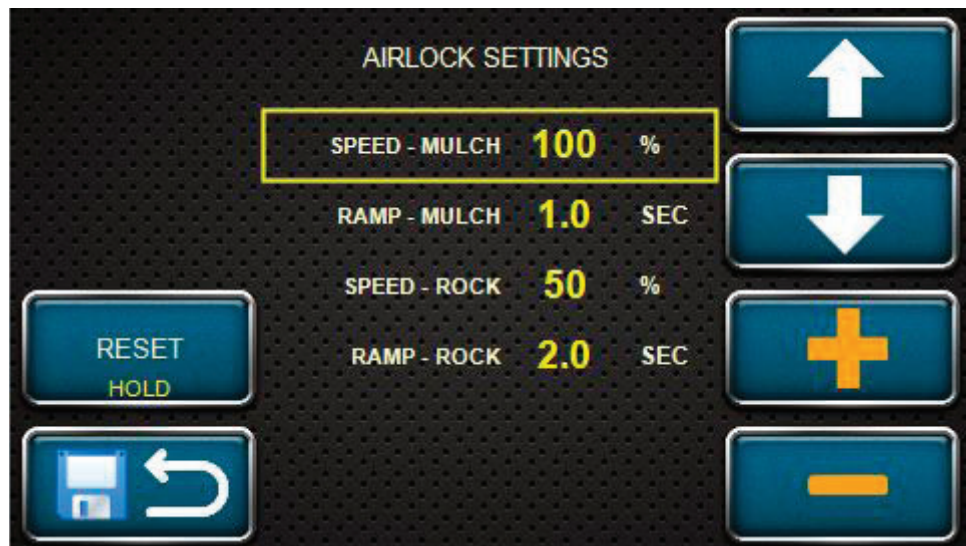 AIRLOCK SETTINGS
SPEED - MULCH 100 %
RAMP - MULCH 1.0 SEC
SPEED - ROCK 50 %
RAMP - ROCK 2.0 SEC
RESET
HOLD